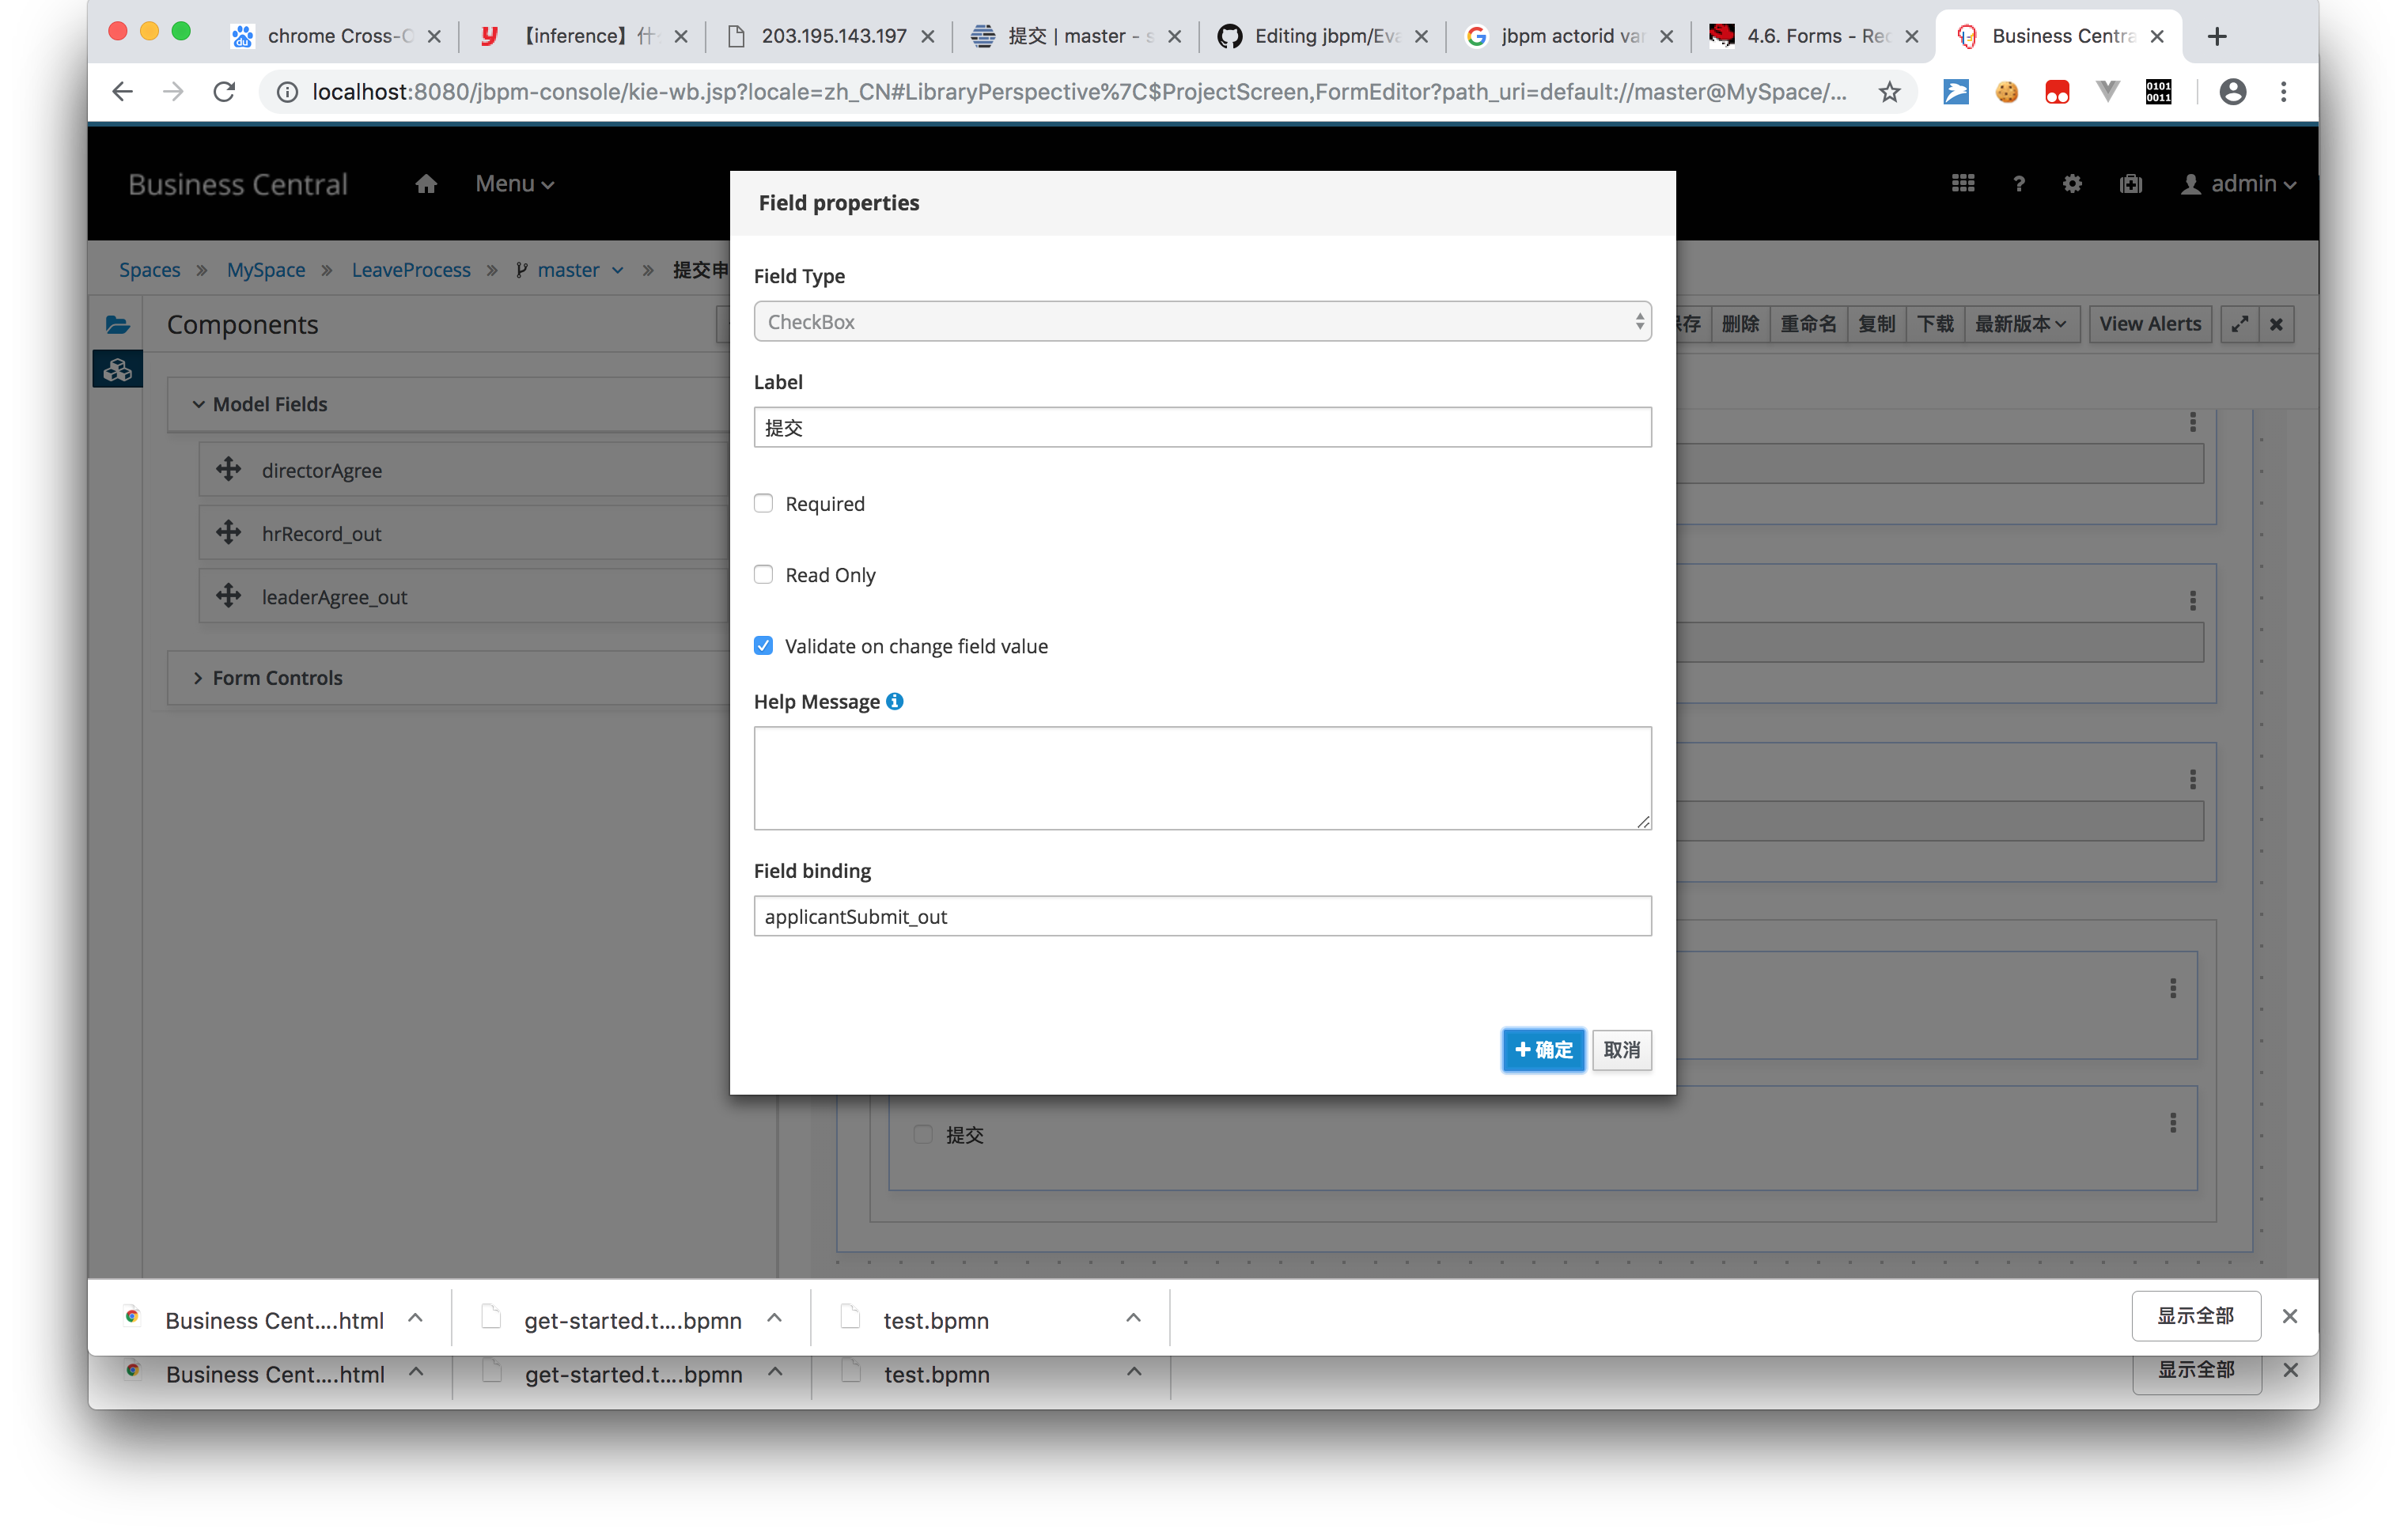 chrome Cross-O
【inference】什
203.195.143.197
提交 | master - s
Editing jbpm/Eva
jbpm actorid var
4.6. Forms - Red
Business Centra
localhost:8080/jbpm-console/kie-wb.jsp?locale=zh_CN#LibraryPerspective%7C$ProjectScreen,FormEditor?path_uri=default://master@MySpace/...
0101
0011
Business Central
Menu
admin
Spaces » MySpace » LeaveProcess » master » 提交申
Components
存 删除 重命名 复制 下载 最新版本 View Alerts
Model Fields
directorAgree
hrRecord_out
leaderAgree_out
Form Controls
Field properties
Field Type
CheckBox
Label
提交
Required
Read Only
Validate on change field value
Help Message
Field binding
applicantSubmit_out
确定 取消
提交
Business Cent....html
get-started.t....bpmn
test.bpmn
显示全部
Business Cent....html
get-started.t....bpmn
test.bpmn
显示全部